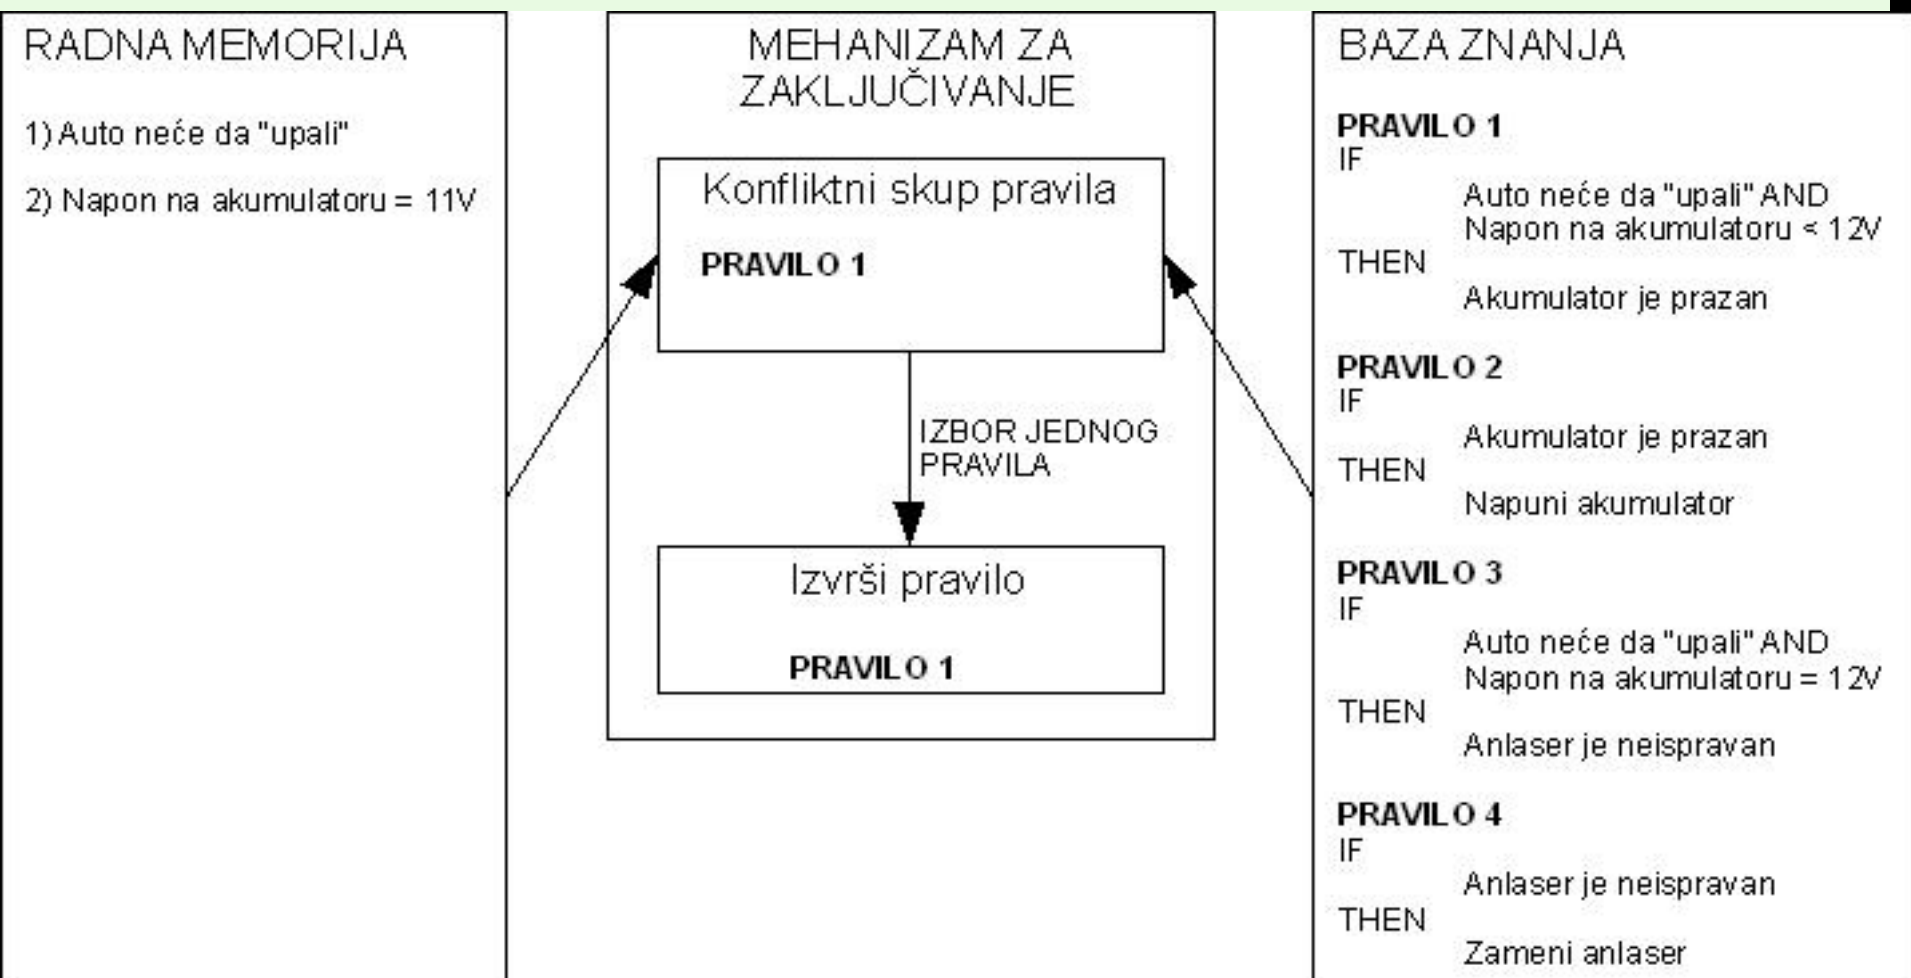 RADNA MEMORIJA
1) Auto neće da "upali"
2) Napon na akumulatoru = 11V
MEHANIZAM ZA
ZAKLJUČIVANJE
Konfliktni skup pravila
PRAVILO 1
IZBOR JEDNOG
PRAVILA
Izvrši pravilo
PRAVILO 1
BAZA ZNANJA
PRAVILO 1
IF
Auto neće da "upali" AND
Napon na akumulatoru < 12V
THEN
Akumulator je prazan
PRAVILO 2
IF
Akumulator je prazan
THEN
Napuni akumulator
PRAVILO 3
IF
Auto neće da "upali" AND
Napon na akumulatoru = 12V
THEN
Anlaser je neispravan
PRAVILO 4
IF
Anlaser je neispravan
THEN
Zameni anlaser